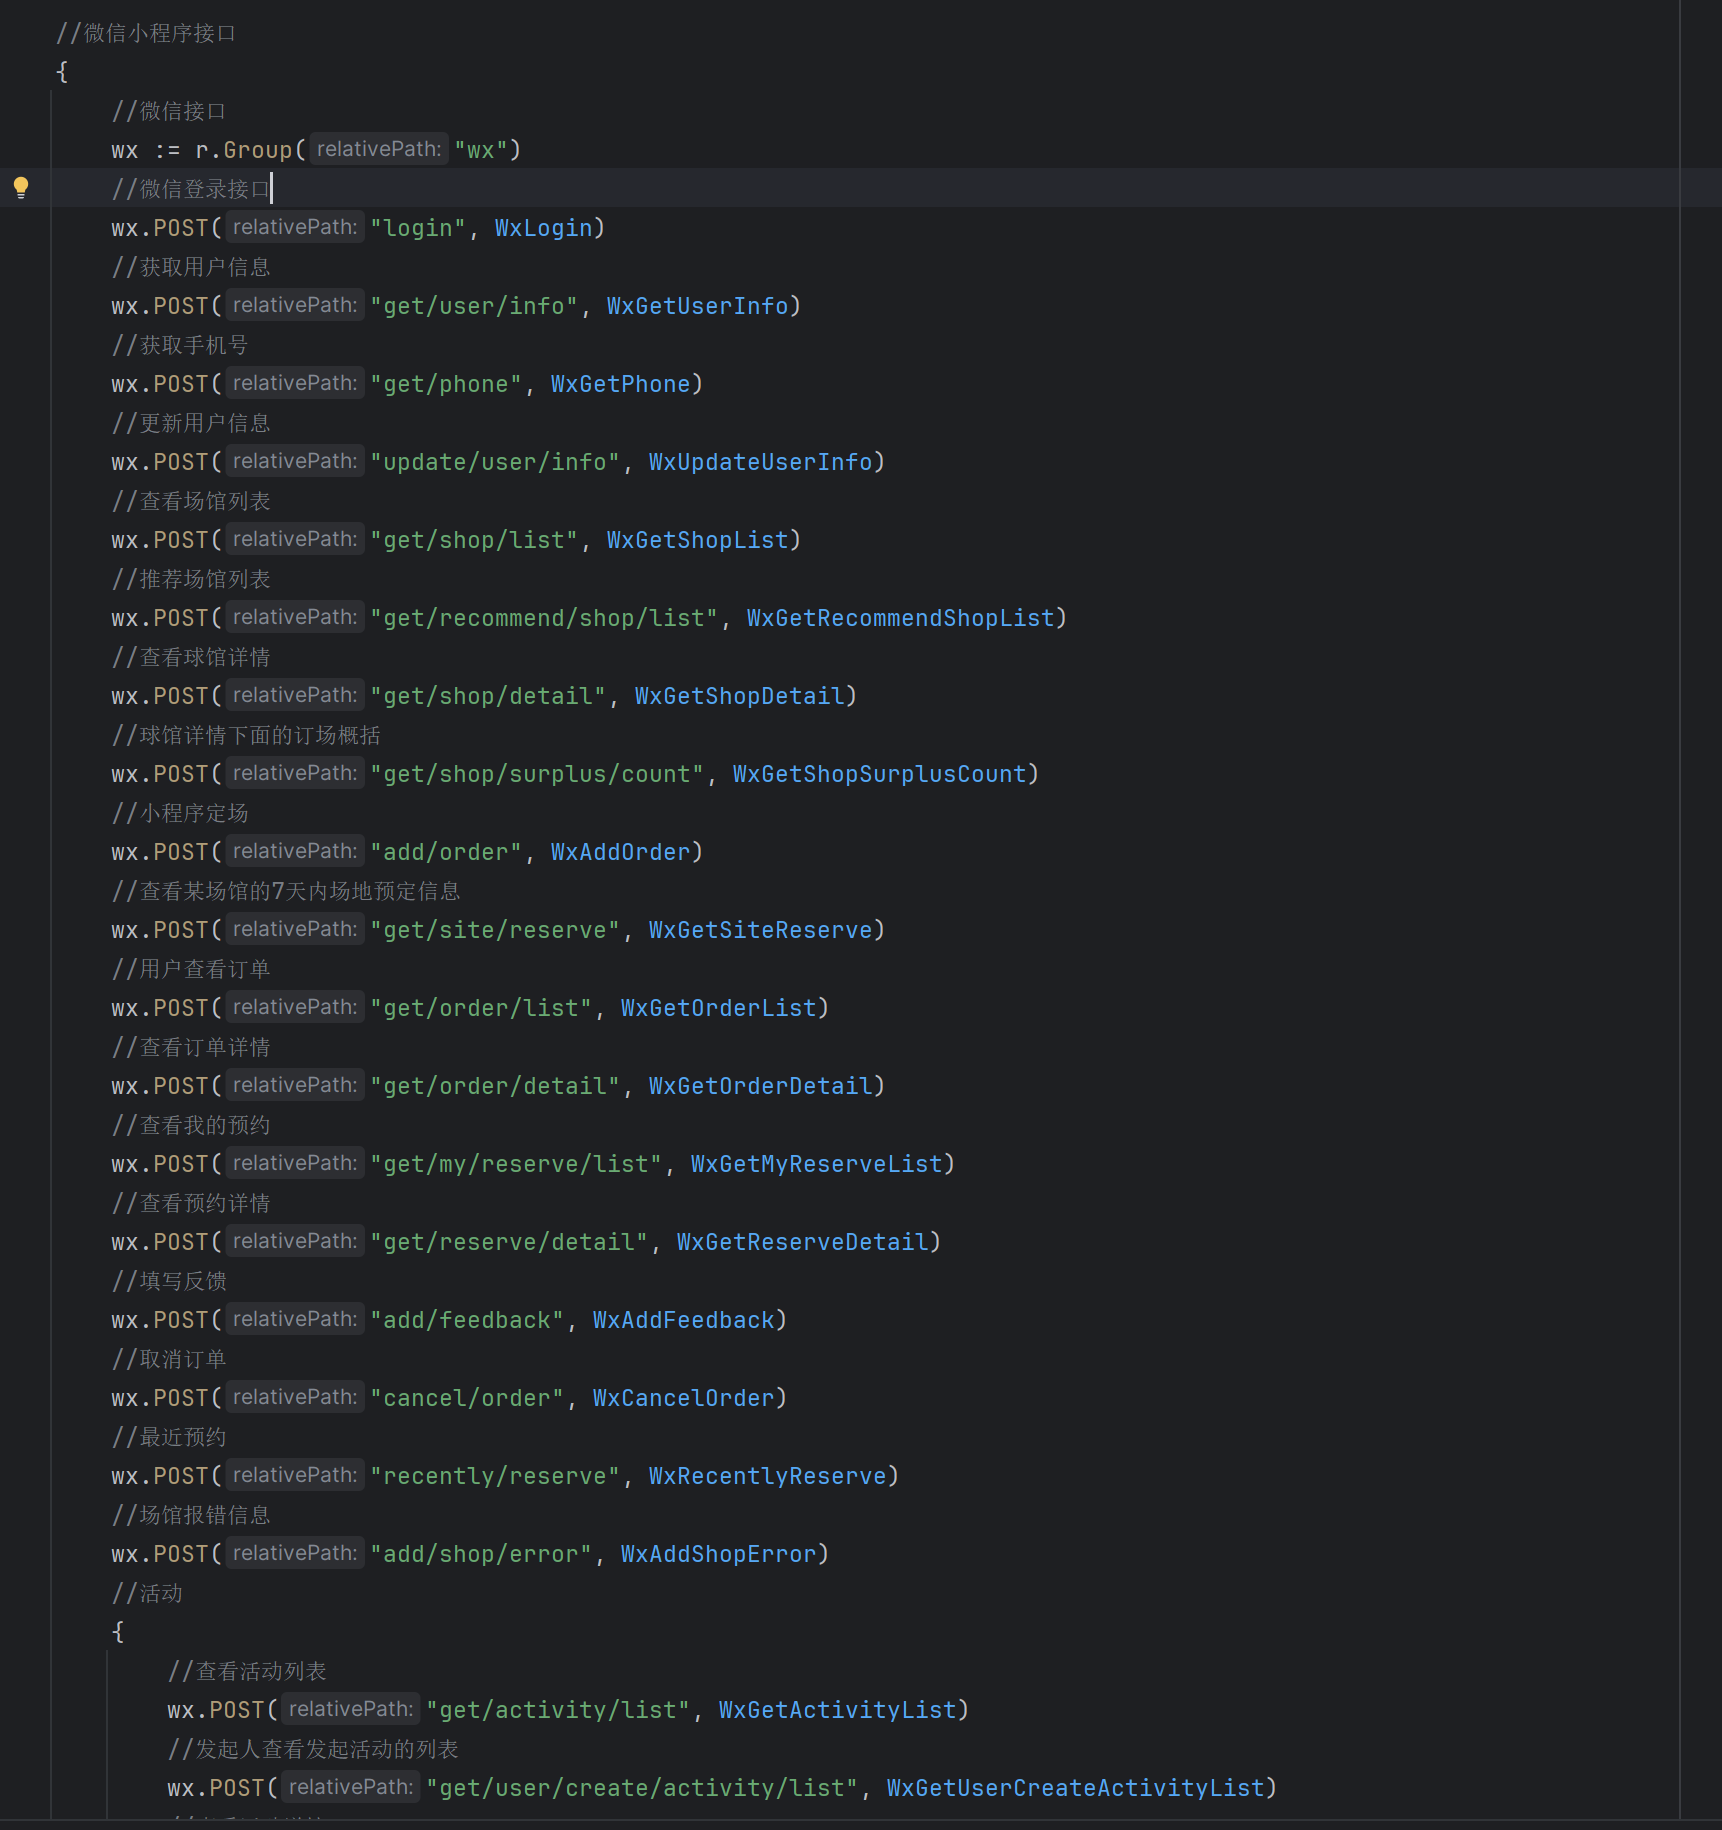 //微信小程序接口
{
//微信接口
wx := r.Group( relativePath: "wx")
//微信登录接口
wx.POST( relativePath: "login", WxLogin)
//获取用户信息
wx.POST( relativePath: "get/user/info", WxGetUserInfo)
//获取手机号
wx.POST( relativePath: "get/phone", WxGetPhone)
//更新用户信息
wx.POST( relativePath: "update/user/info", WxUpdateUserInfo)
//查看场馆列表
wx.POST( relativePath: "get/shop/list", WxGetShopList)
//推荐场馆列表
wx.POST( relativePath: "get/recommend/shop/list", WxGetRecommendShopList)
//查看球馆详情
wx.POST( relativePath: "get/shop/detail", WxGetShopDetail)
//球馆详情下面的订场概括
wx.POST( relativePath: "get/shop/surplus/count", WxGetShopSurplusCount)
//小程序定场
wx.POST( relativePath: "add/order", WxAddOrder)
//查看某场馆的7天内场地预定信息
wx.POST( relativePath: "get/site/reserve", WxGetSiteReserve)
//用户查看订单
wx.POST( relativePath: "get/order/list", WxGetOrderList)
//查看订单详情
wx.POST( relativePath: "get/order/detail", WxGetOrderDetail)
//查看我的预约
wx.POST( relativePath: "get/my/reserve/list", WxGetMyReserveList)
//查看预约详情
wx.POST( relativePath: "get/reserve/detail", WxGetReserveDetail)
//填写反馈
wx.POST( relativePath: "add/feedback", WxAddFeedback)
//取消订单
wx.POST( relativePath: "cancel/order", WxCancelOrder)
//最近预约
wx.POST( relativePath: "recently/reserve", WxRecentlyReserve)
//场馆报错信息
wx.POST( relativePath: "add/shop/error", WxAddShopError)
//活动
{
//查看活动列表
wx.POST( relativePath: "get/activity/list", WxGetActivityList)
//发起人查看发起活动的列表
wx.POST( relativePath: "get/user/create/activity/list", WxGetUserCreateActivityList)